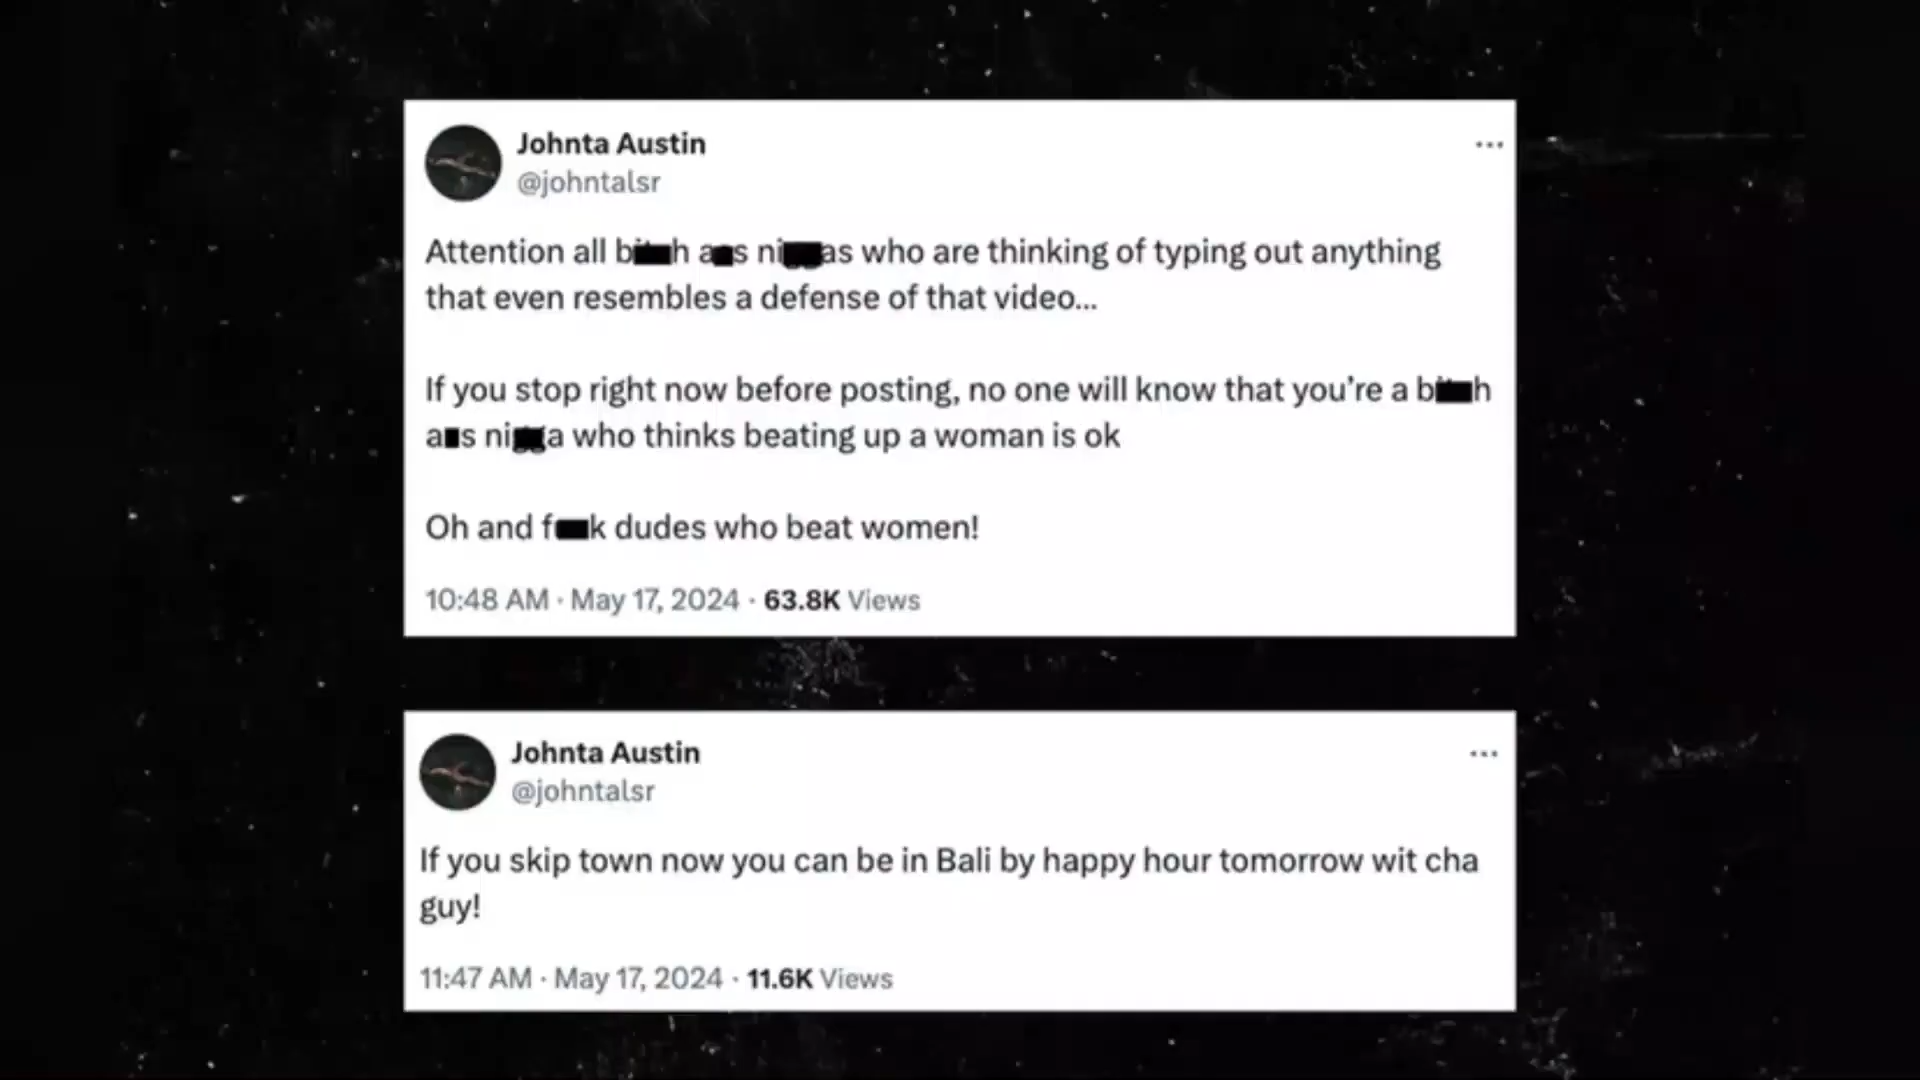 Johnta Austin
@johntalsr
Attention all b███h a█s ni██as who are thinking of typing out anything
that even resembles a defense of that video...
If you stop right now before posting, no one will know that you're a b███h
a█s ni██a who thinks beating up a woman is ok
Oh and f██k dudes who beat women!
10:48 AM · May 17, 2024 · 63.8K Views
Johnta Austin
@johntalsr
If you skip town now you can be in Bali by happy hour tomorrow wit cha
guy!
11:47 AM · May 17, 2024 · 11.6K Views